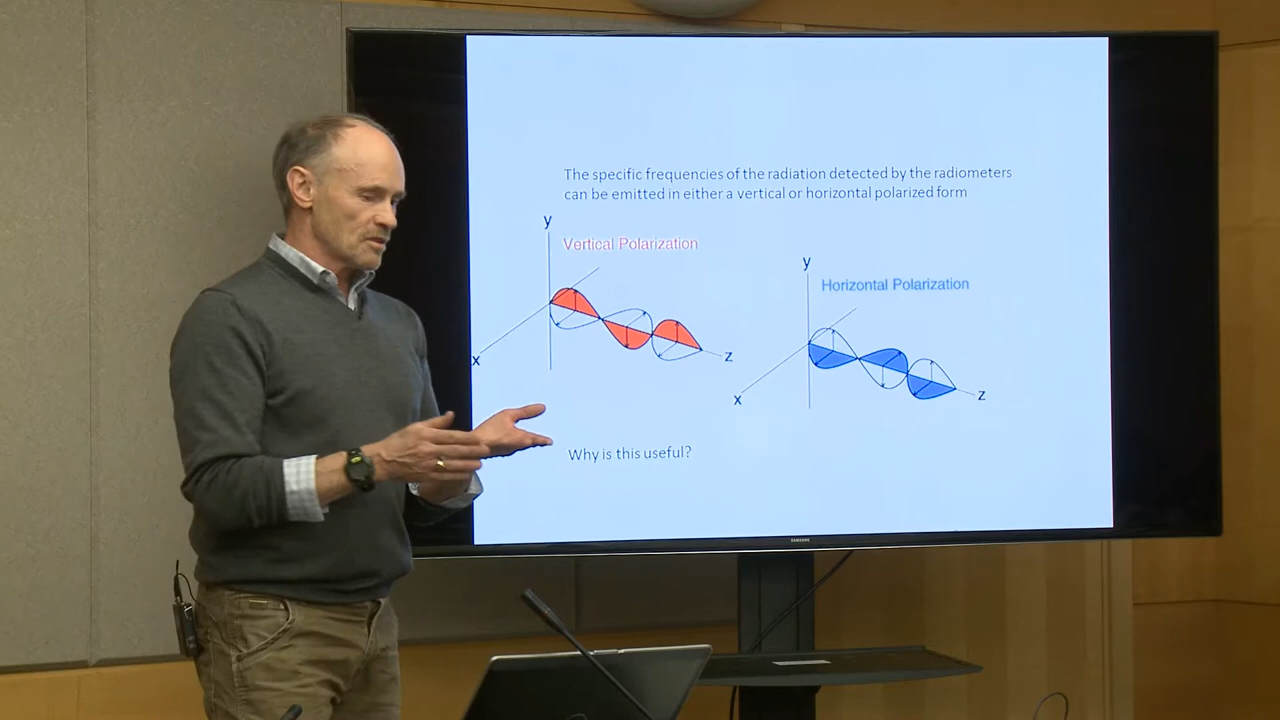 The specific frequencies of the radiation detected by the radiometers
can be emitted in either a vertical or horizontal polarized form
y
Vertical Polarization
x
z
y
Horizontal Polarization
x
z
Why is this useful?
SAMSUNG